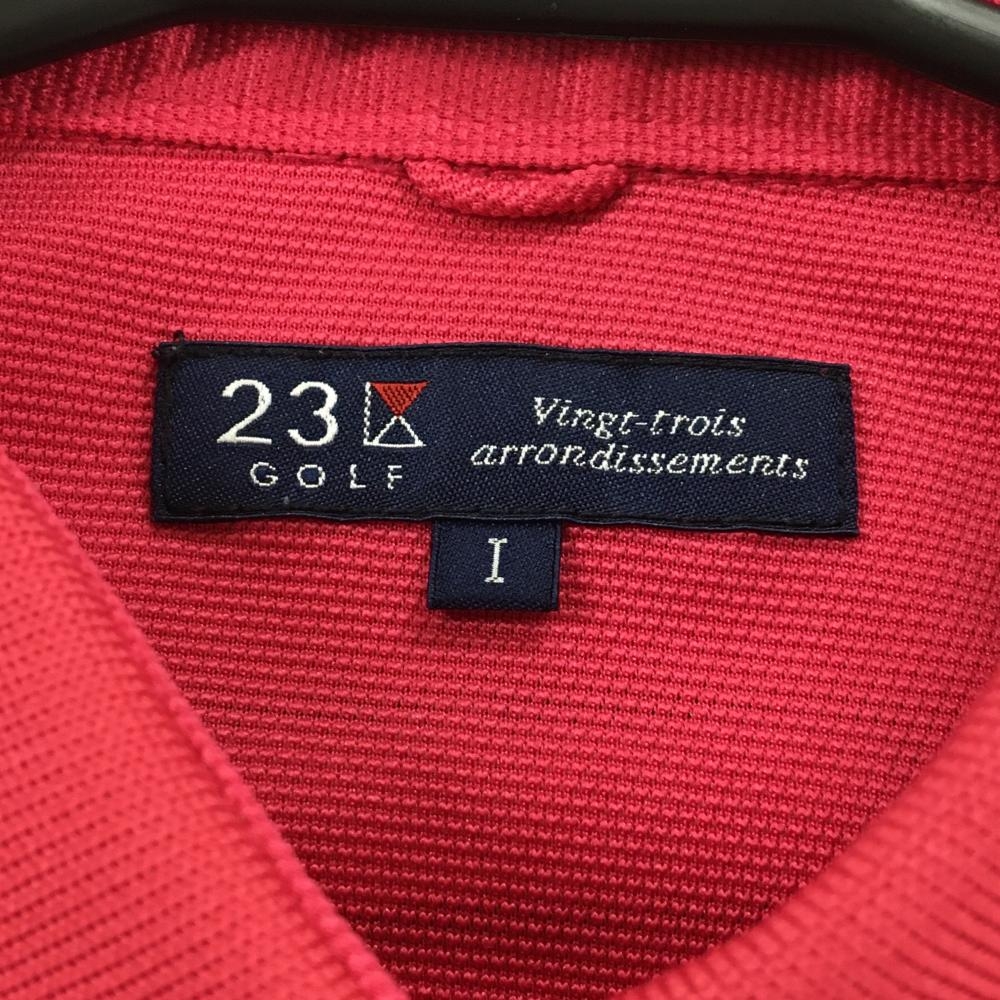 23
GOLF
Vingt-trois
arrondissements
I